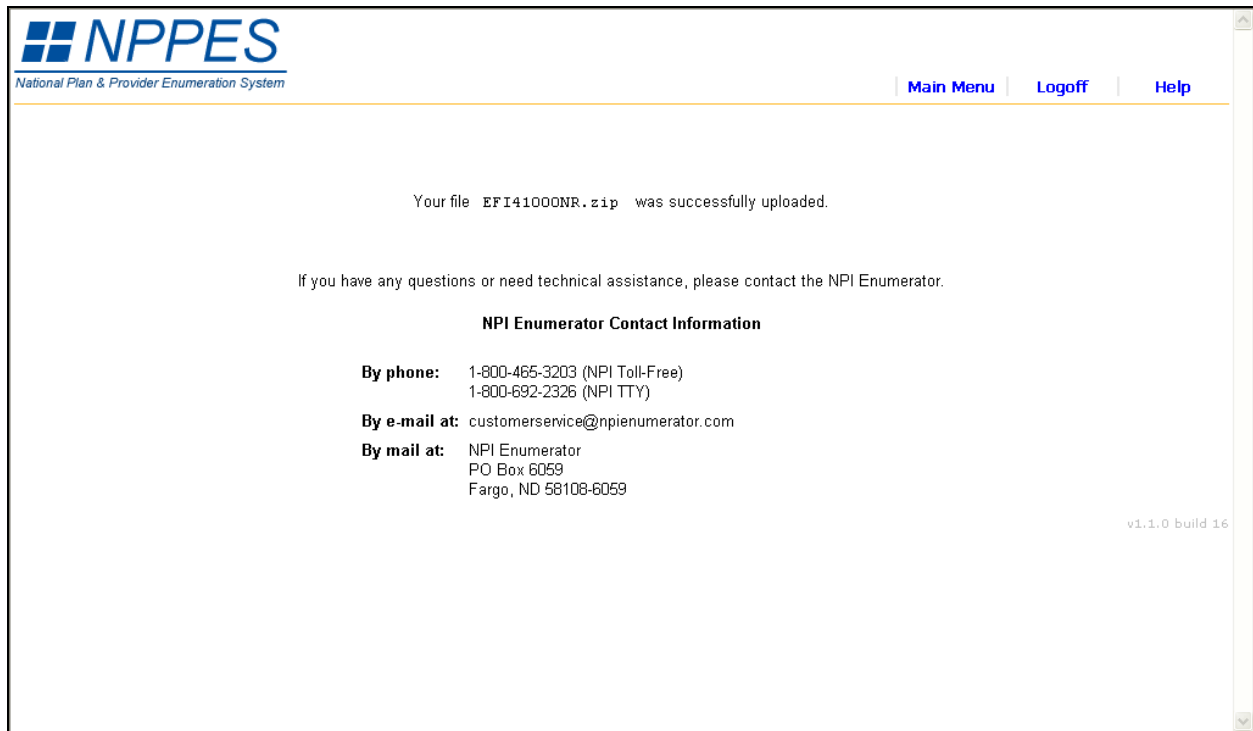 NPPES
National Plan & Provider Enumeration System
Main Menu Logoff Help
Your file EFI41000NR.zip was successfully uploaded.
If you have any questions or need technical assistance, please contact the NPI Enumerator.
NPI Enumerator Contact Information
By phone: 1-800-465-3203 (NPI Toll-Free)
1-800-692-2326 (NPI TTY)
By e-mail at: customerservice@npienumerator.com
By mail at: NPI Enumerator
PO Box 6059
Fargo, ND 58108-6059
v1.1.0 build 16